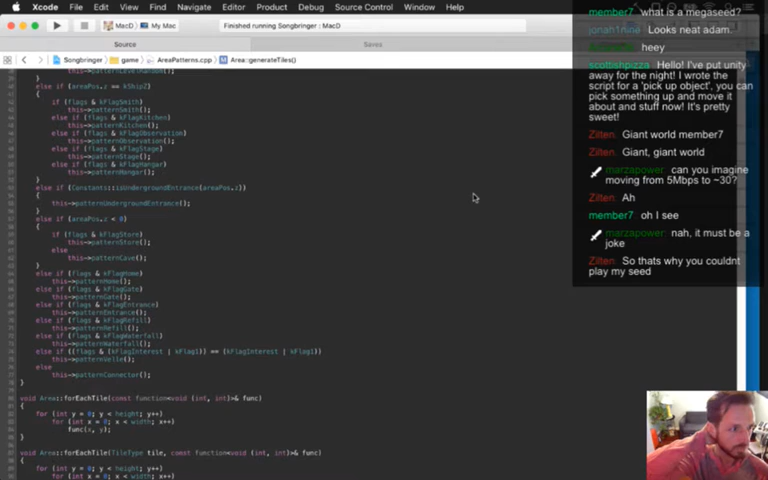 Xcode File Edit View Find Navigate Editor Product Debug Source Control Window Help
MacD My Mac
Finished running Songbringer : MacD
Source
Saves
Songbringer game AreaPatterns.cpp Area::generateTiles()
else if (areaPos.z == kShipZ)
{
if (flags & kFlagSmith)
this->patternSmith();
else if (flags & kFlagKitchen)
this->patternKitchen();
else if (flags & kFlagObservation)
this->patternObservation();
else if (flags & kFlagStage)
this->patternStage();
else if (flags & kFlagHangar)
this->patternHangar();
}
else if (Constants::isUndergroundEntrance(areaPos.z))
{
this->patternUndergroundEntrance();
}
else if (areaPos.z < 0)
{
if (flags & kFlagStore)
this->patternStore();
else
this->patternCave();
}
else if (flags & kFlagHome)
this->patternHome();
else if (flags & kFlagGate)
this->patternGate();
else if (flags & kFlagEntrance)
this->patternEntrance();
else if (flags & kFlagRefill)
this->patternRefill();
else if (flags & kFlagWaterfall)
this->patternWaterfall();
else if ((flags & (kFlagInterest | kFlag1)) == (kFlagInterest | kFlag1))
else
this->patternConnector();
}
void Area::forEachTile(const function<void (int, int)>& func)
{
for (int y = 0; y < height; y++)
for (int x = 0; x < width; x++)
func(x, y);
}
void Area::forEachTile(TileType tile, const function<void (int, int)>& func)
{
for (int y = 0; y < height; y++)
for (int x = 0; x < width; x++)
member7 what is a megaseed?
jonah1nine Looks neat adam.
heey
scottishpizza Hello! I've put unity
away for the night! I wrote the
script for a 'pick up object', you can
pick something up and move it
about and stuff now! It's pretty
sweet!
Zilten: Giant world member7
Zilten: Giant, giant world
marzapower: can you imagine
moving from 5Mbps to ~30?
Zilten: Ah
member7 oh I see
marzapower: nah, it must be a
joke
Zilten: So thats why you couldnt
play my seed